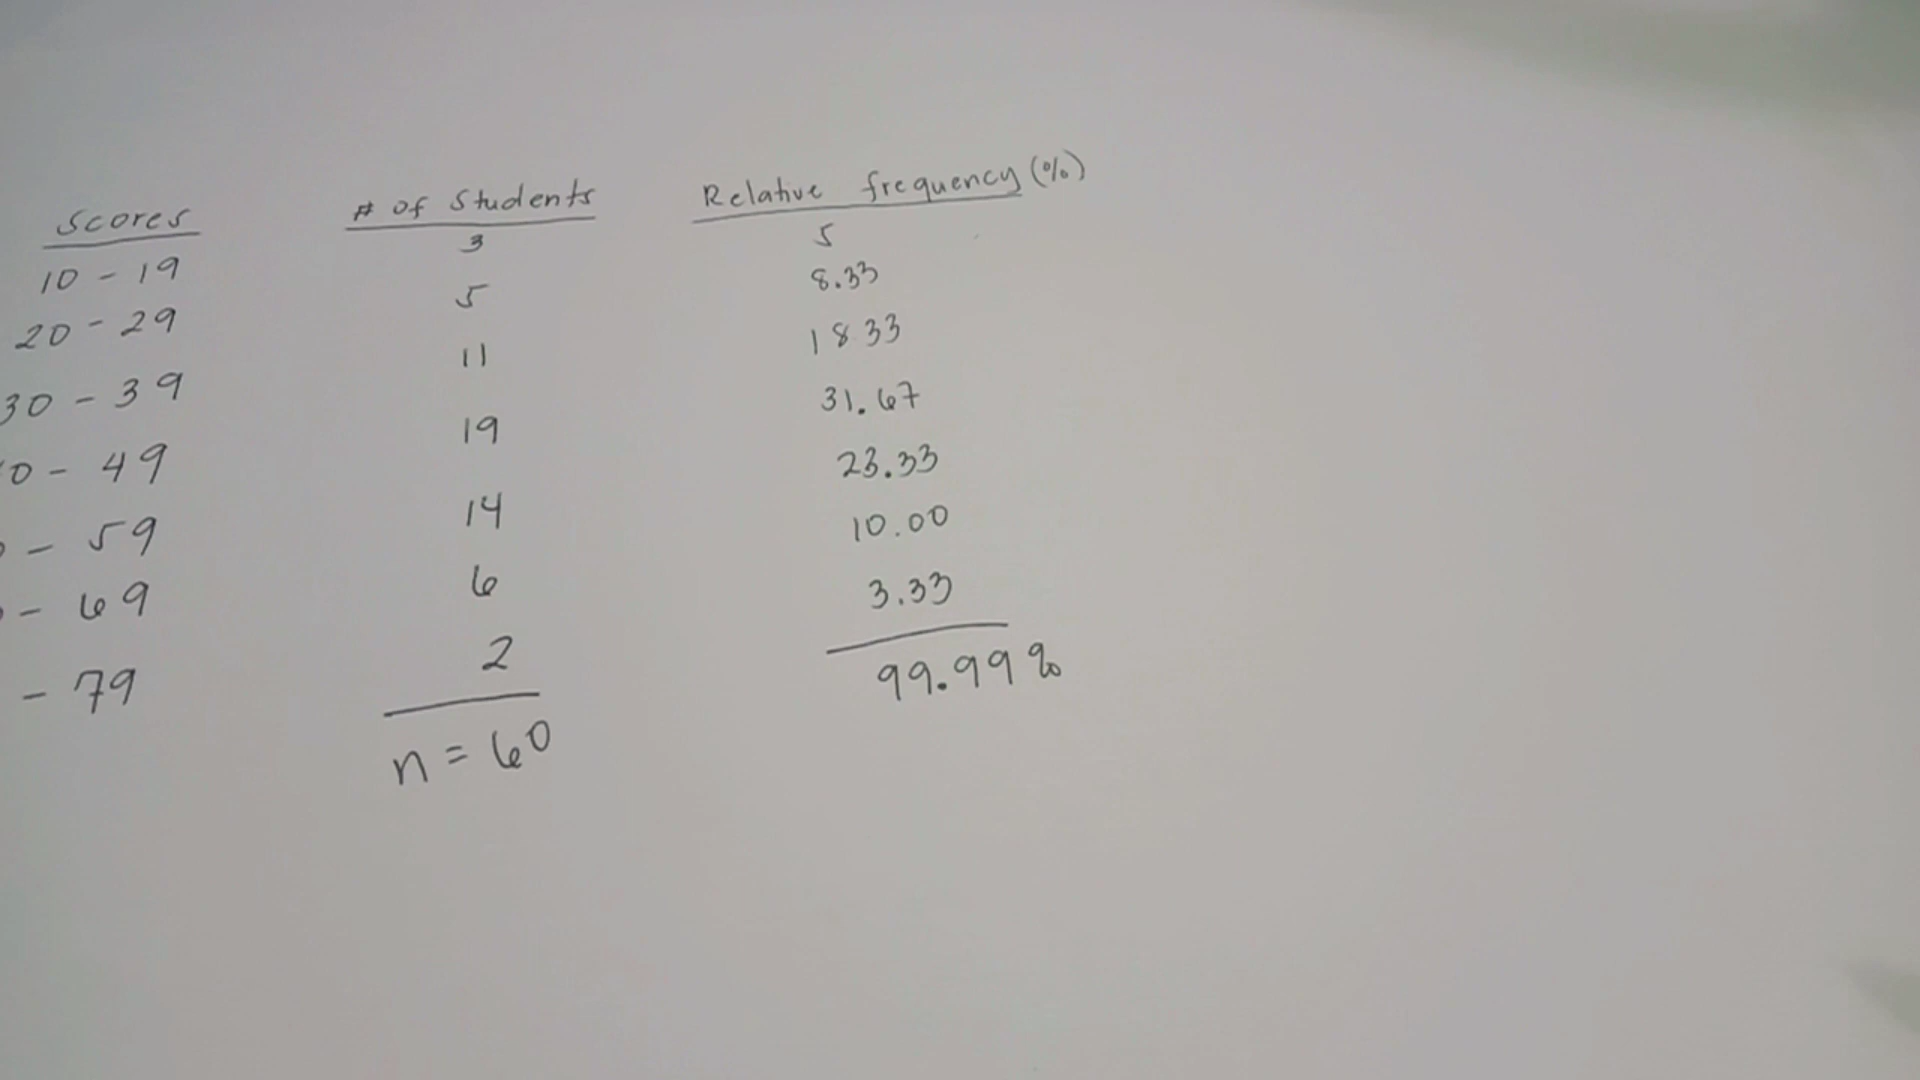 Scores # of Students Relative frequency (%)
10 - 19 3 5
20 - 29 5 8.33
30 - 39 11 18 33
0 - 49 19 31.67
- 59 14 23.33
- 69 6 10.00
- 79 2 3.33
n = 60 99.99%